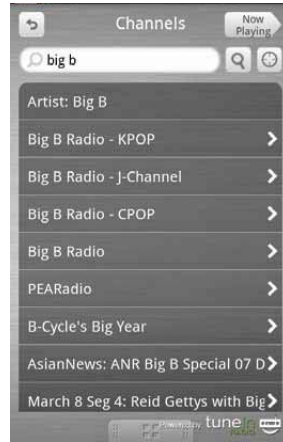 Channels
Now
Playing
big b
Artist: Big B
Big B Radio - KPOP
Big B Radio - J-Channel
Big B Radio - CPOP
Big B Radio
PEARadio
B-Cycle's Big Year
AsianNews: ANR Big B Special 07 D
March 8 Seg 4: Reid Gettys with Big
Powered by tunein